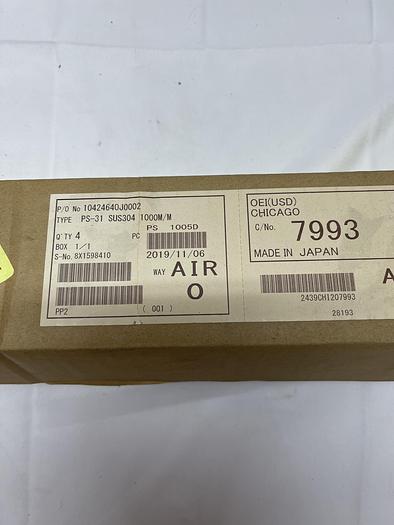 P/O No 10424640J0002
TYPE PS-31 SUS304 1000M/M
Q'TY 4 PC PS 1005D
BOX 1/1
S-No. 8X1598410 2019/11/06
WAY AIR
O
PP2 (001)
OEI(USD)
CHICAGO
C/No. 7993
MADE IN JAPAN
A
2439CH1207993
28193